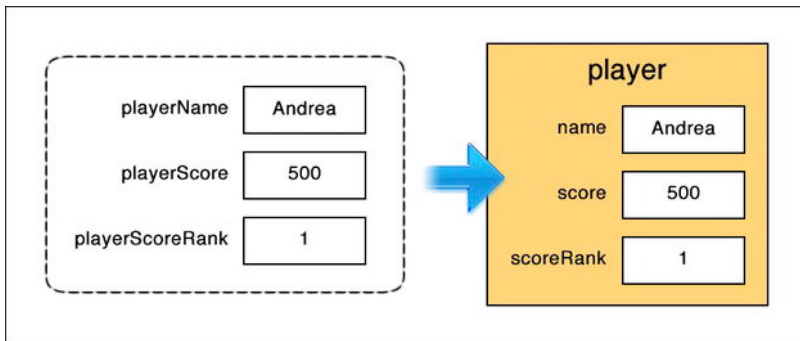 playerName Andrea
playerScore 500
playerScoreRank 1
player
name Andrea
score 500
scoreRank 1